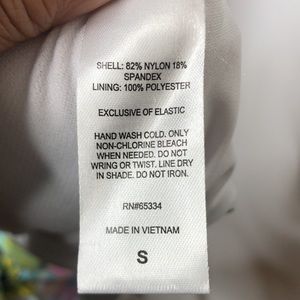 SHELL: 82% NYLON 18%
SPANDEX
LINING: 100% POLYESTER
EXCLUSIVE OF ELASTIC
HAND WASH COLD. ONLY
NON-CHLORINE BLEACH
WHEN NEEDED. DO NOT
WRING OR TWIST. LINE DRY
IN SHADE. DO NOT IRON.
RN#65334
MADE IN VIETNAM
S